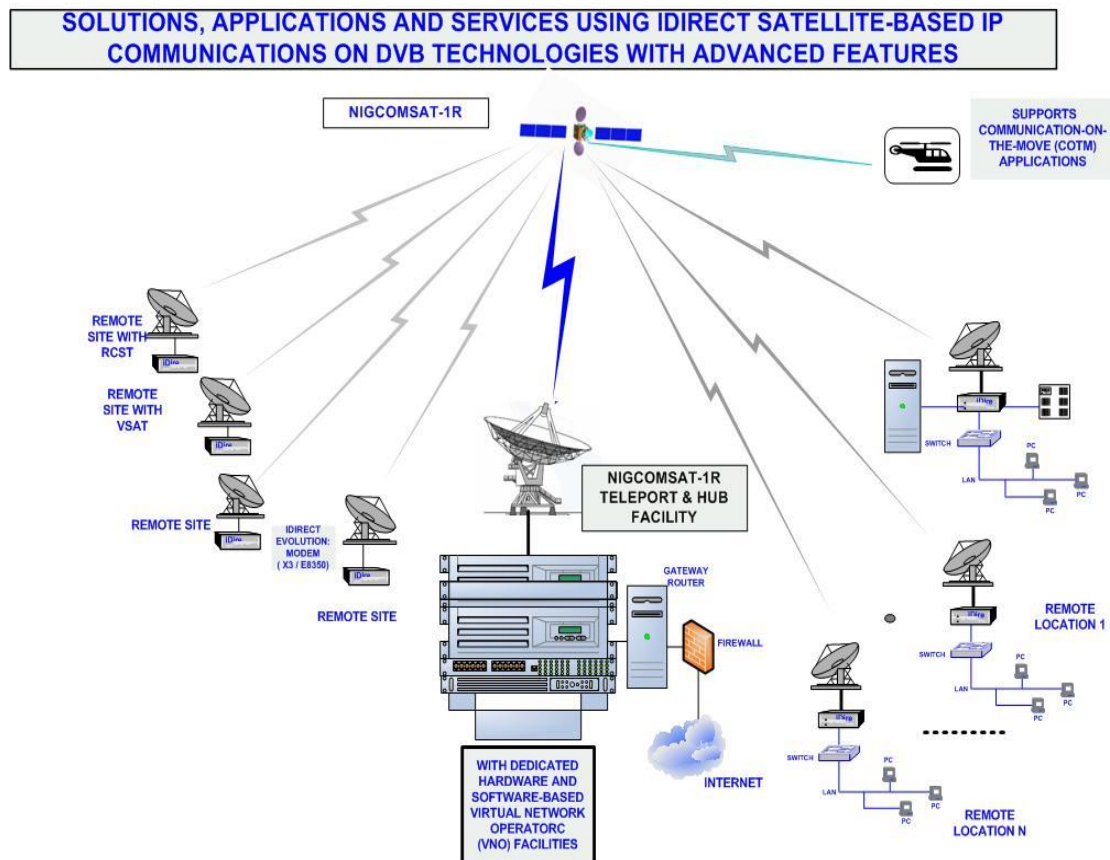 SOLUTIONS, APPLICATIONS AND SERVICES USING IDIRECT SATELLITE-BASED IP
COMMUNICATIONS ON DVB TECHNOLOGIES WITH ADVANCED FEATURES
NIGCOMSAT-1R
SUPPORTS
COMMUNICATION-ON-
THE-MOVE (COTM)
APPLICATIONS
REMOTE
SITE WITH
RCST
REMOTE
SITE WITH
VSAT
REMOTE SITE
IDIRECT
EVOLUTION:
MODEM
( X3 / E8350)
REMOTE SITE
NIGCOMSAT-1R
TELEPORT & HUB
FACILITY
GATEWAY
ROUTER
FIREWALL
INTERNET
WITH DEDICATED
HARDWARE AND
SOFTWARE-BASED
VIRTUAL NETWORK
OPERATORC
(VNO) FACILITIES
SWITCH
PC
LAN
PC
PC
REMOTE
LOCATION 1
SWITCH
PC
LAN
PC
PC
SWITCH
PC
LAN
PC
PC
REMOTE
LOCATION N